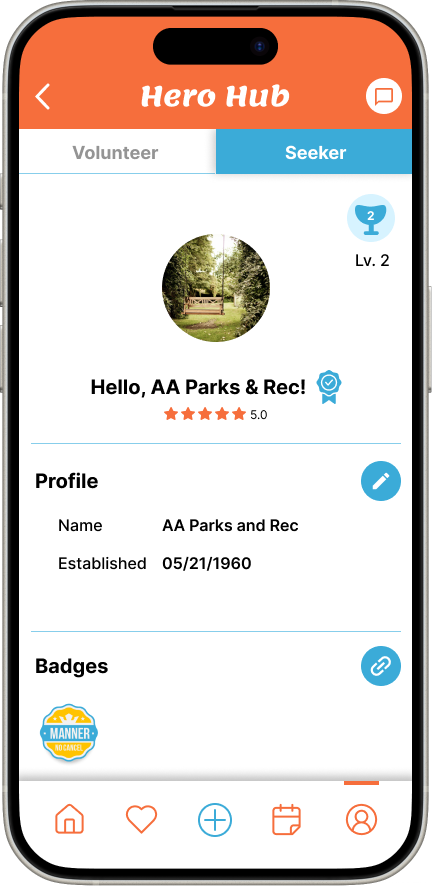 Hero Hub
Volunteer
Seeker
2
Lv. 2
Hello, AA Parks & Rec!
5.0
Profile
Name AA Parks and Rec
Established 05/21/1960
Badges
MANNER
NO CANCEL